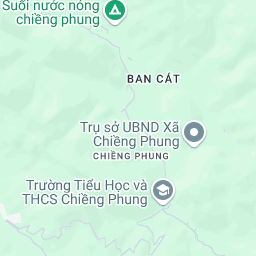 Suối nước nóng
chiềng phung
BAN CÁT
Trụ sở UBND Xã
Chiềng Phung
CHIỀNG PHUNG
Trường Tiểu Học và
THCS Chiềng Phung